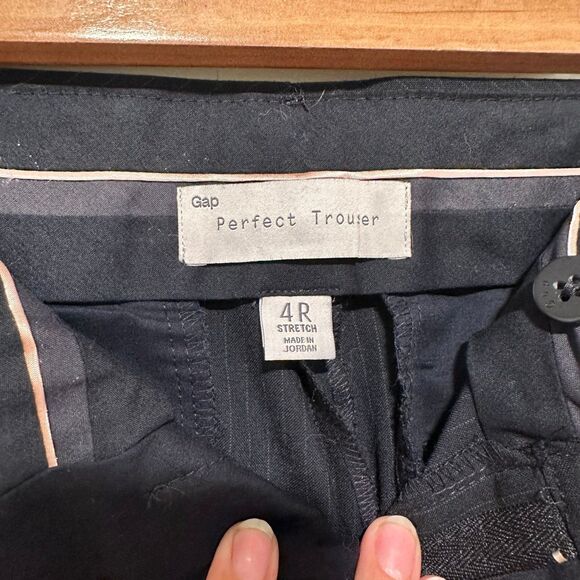 Gap
Perfect Trouser
4R
STRETCH
MADE IN
JORDAN